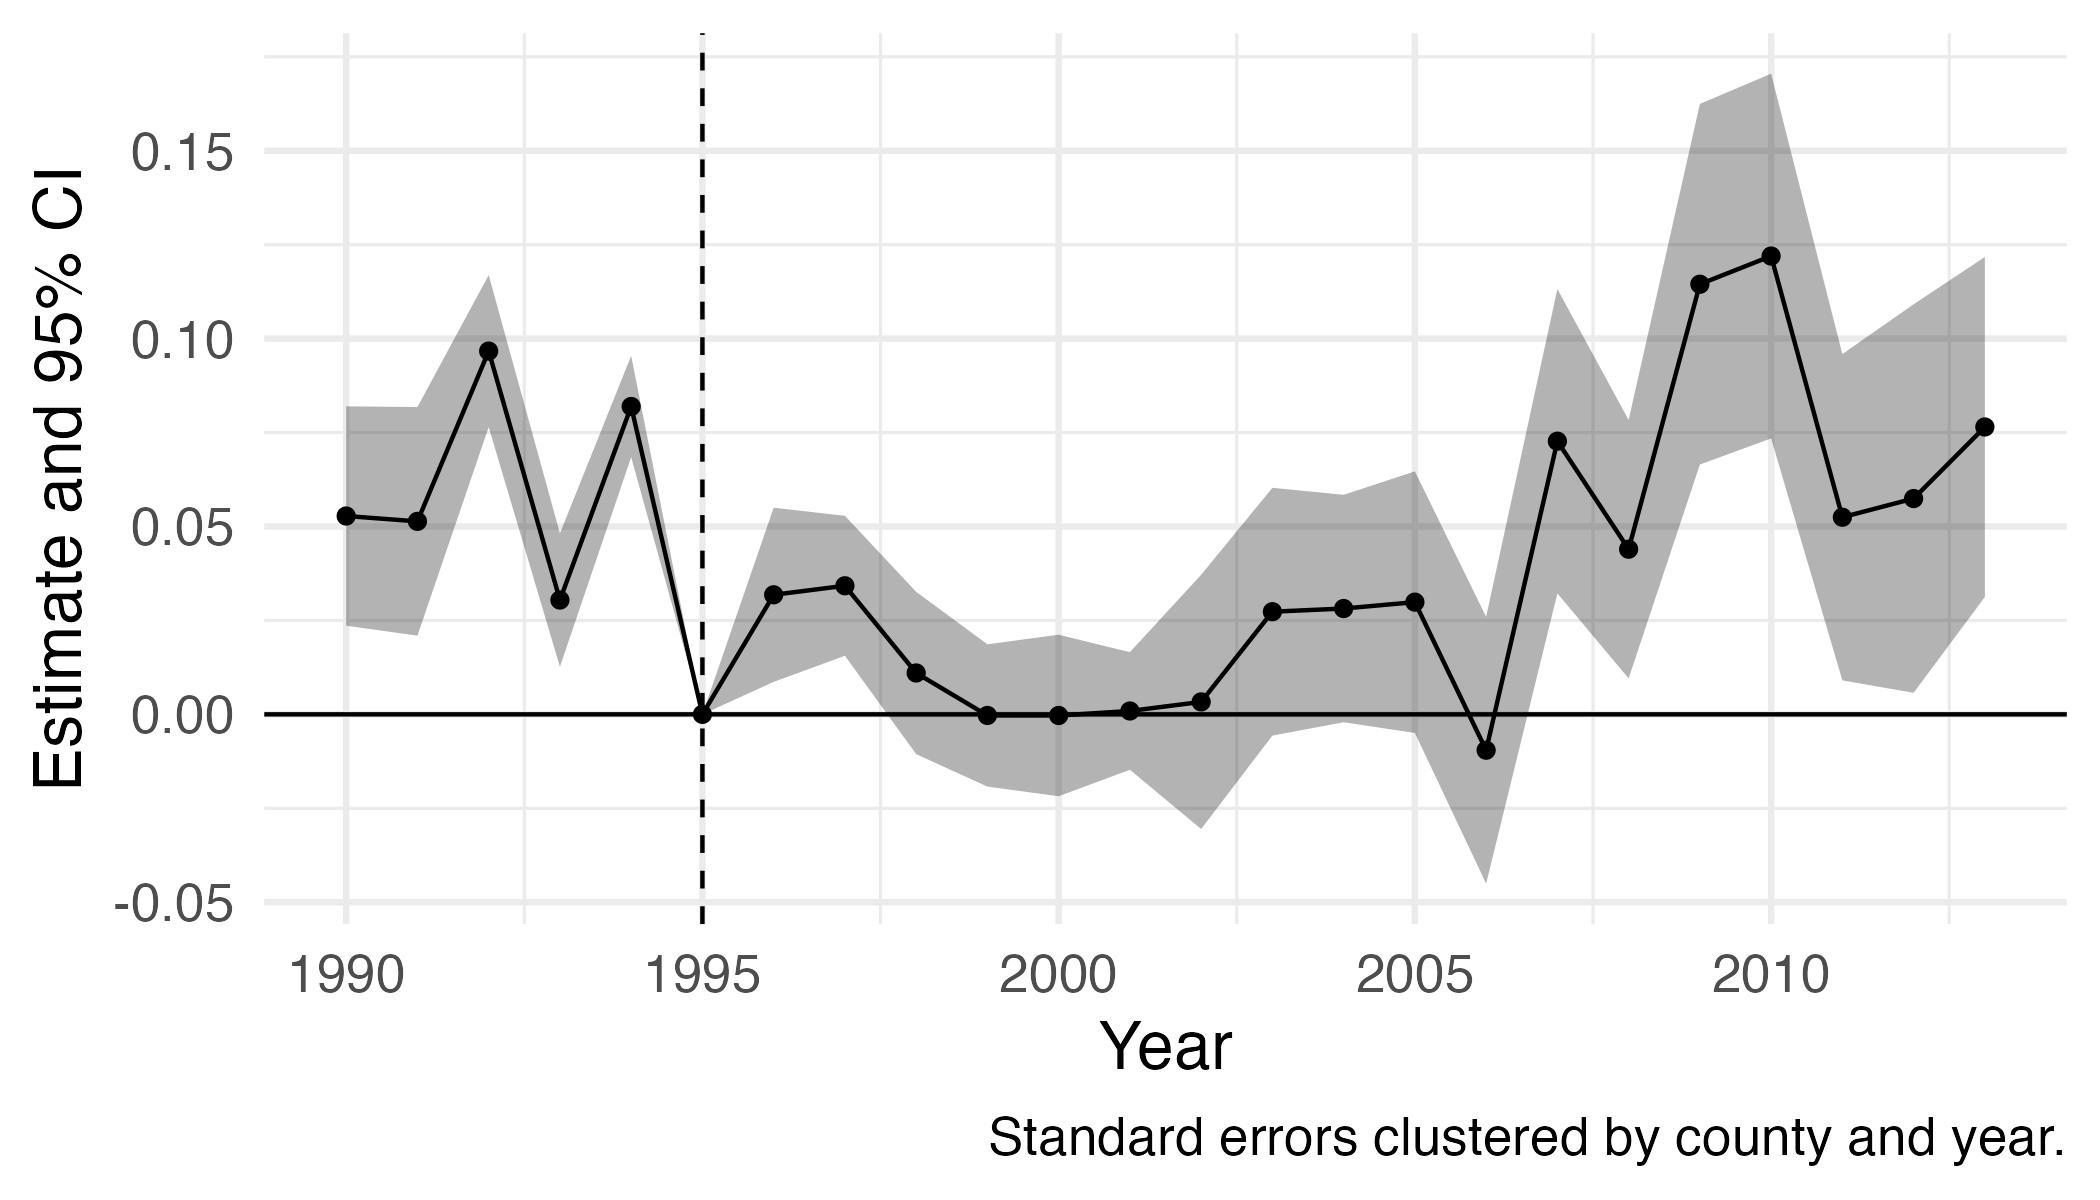 Estimate and 95% CI
0.15
0.10
0.05
0.00
-0.05
1990 1995 2000 2005 2010
Year
Standard errors clustered by county and year.